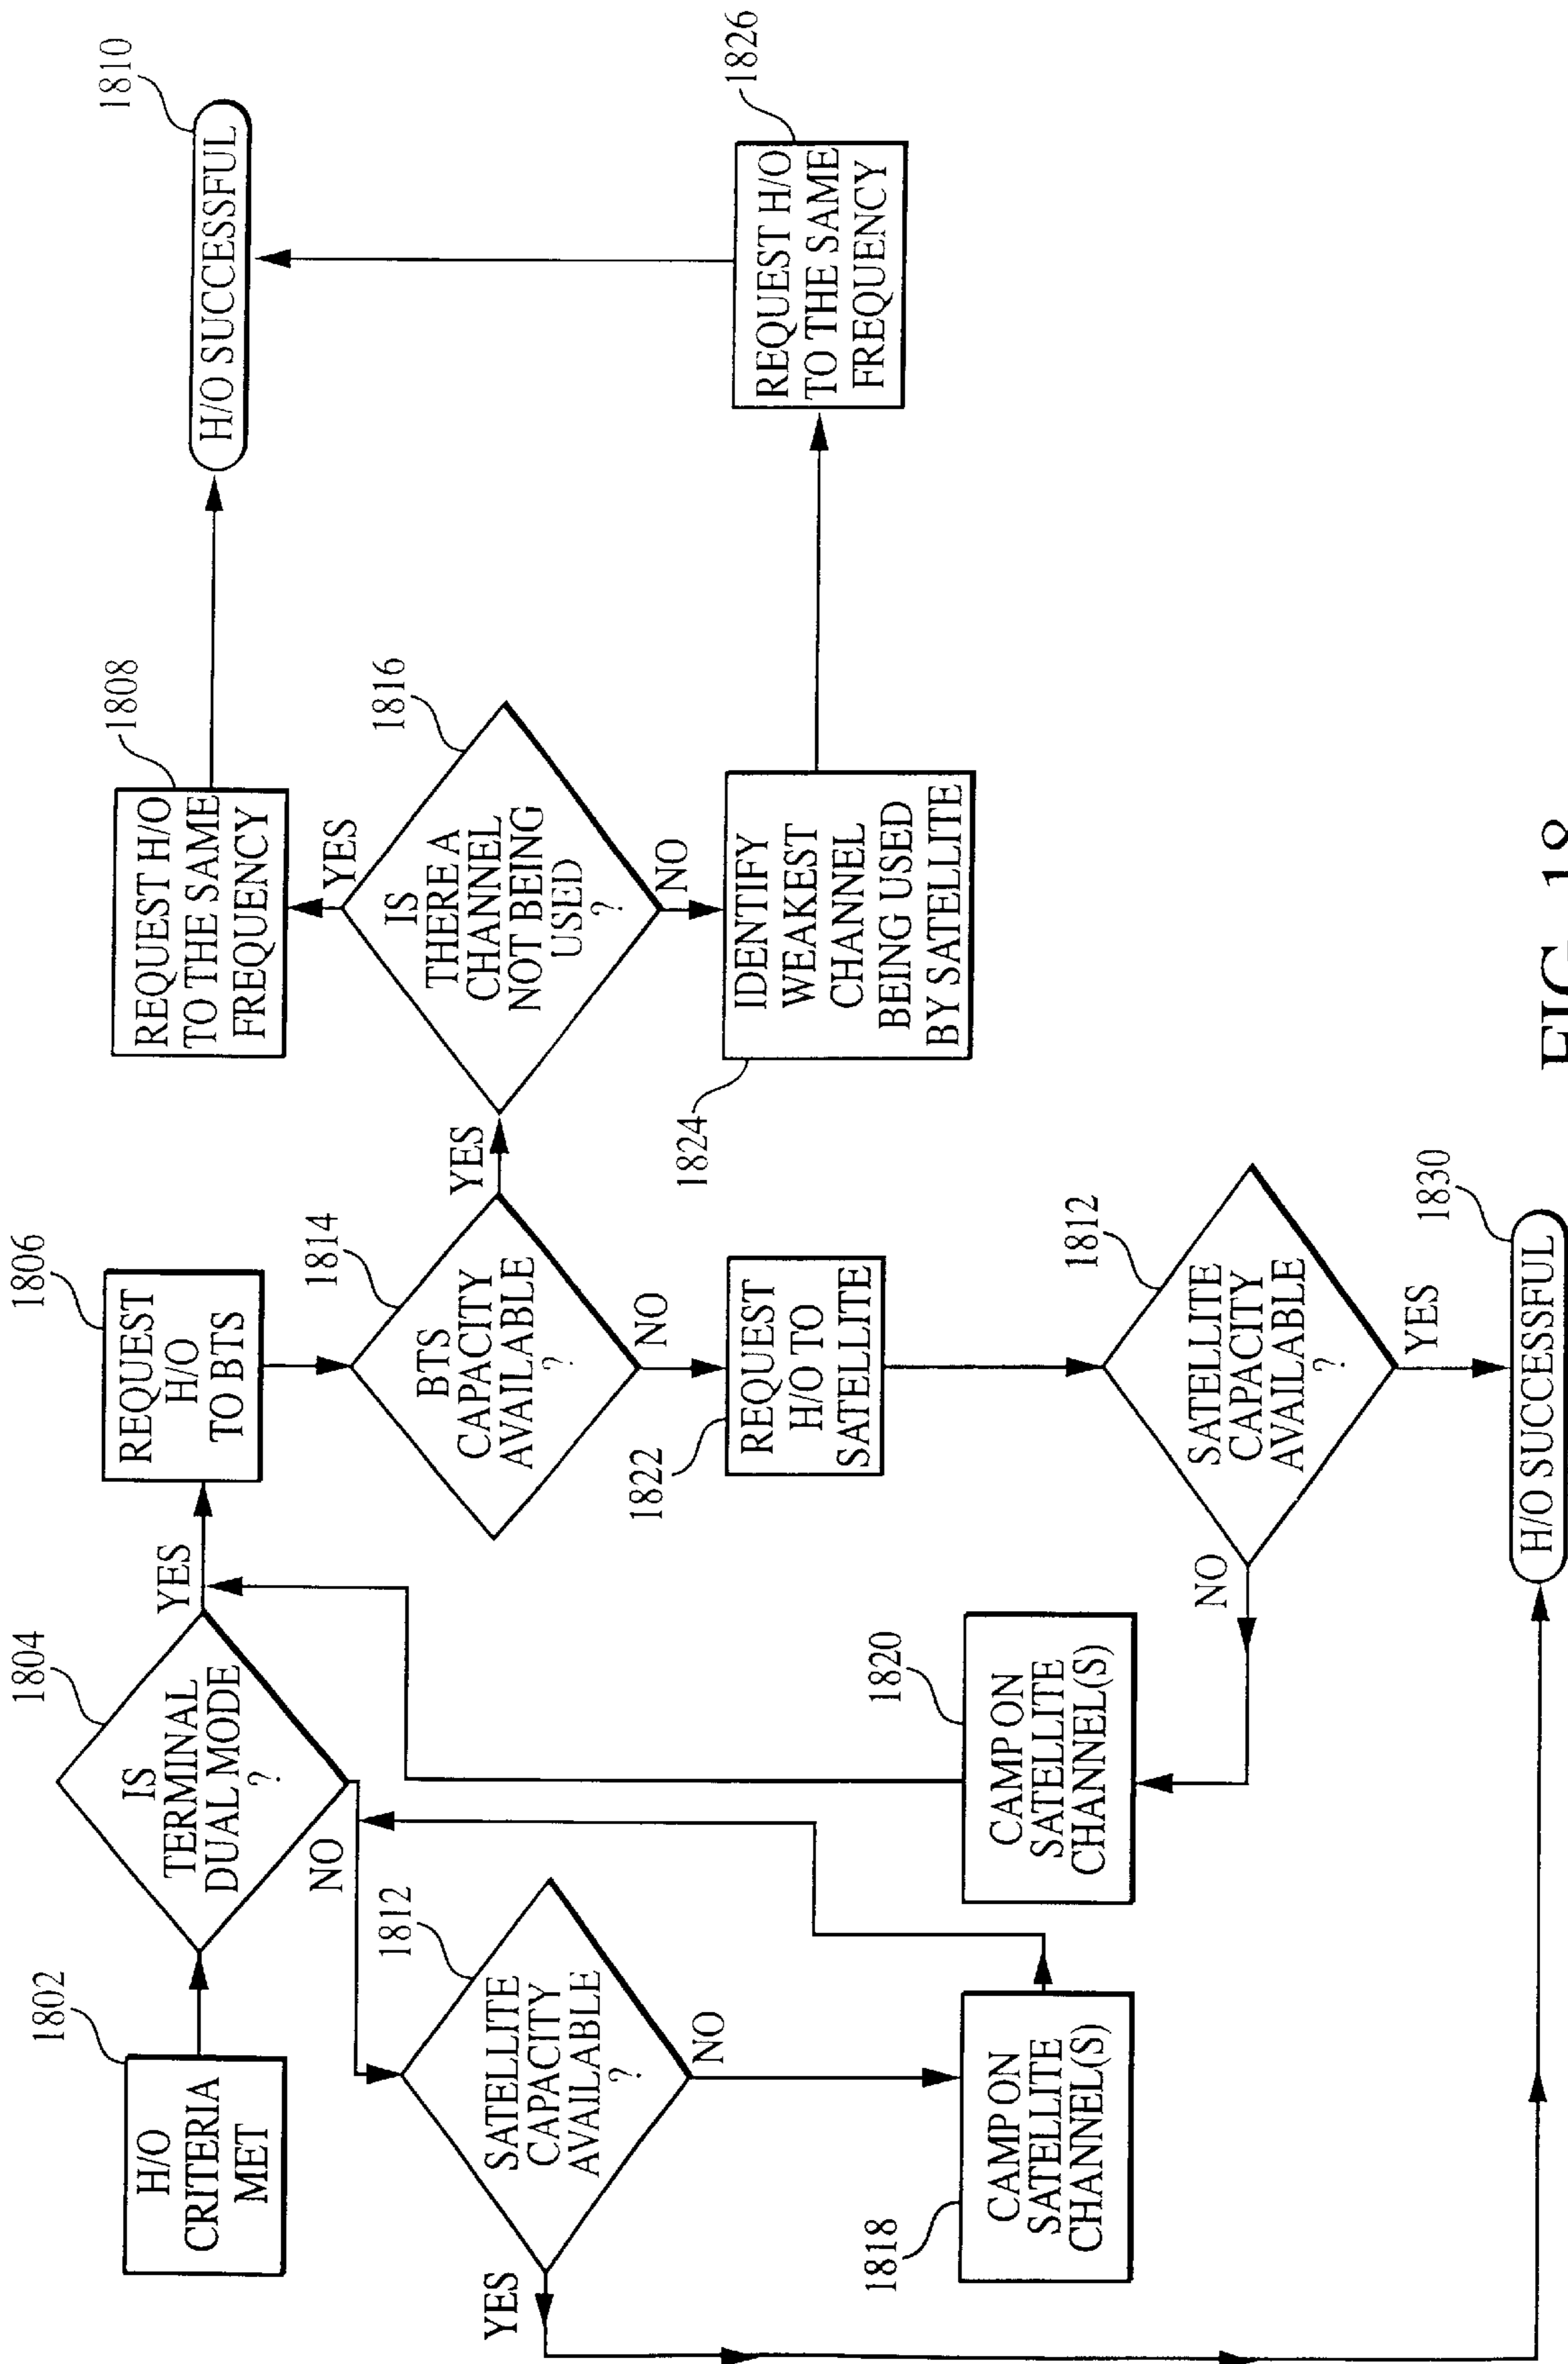 1802
H/O
CRITERIA
MET
1804
IS
TERMINAL
DUAL MODE
?
YES
NO
1806
REQUEST
H/O
TO BTS
1814
BTS
CAPACITY
AVAILABLE
?
YES
NO
1808
REQUEST H/O
TO THE SAME
FREQUENCY
1810
H/O SUCCESSFUL
1816
IS
THERE A
CHANNEL
NOT BEING
USED
?
YES
NO
1824
IDENTIFY
WEAKEST
CHANNEL
BEING USED
BY SATELLITE
1826
REQUEST H/O
TO THE SAME
FREQUENCY
1812
SATELLITE
CAPACITY
AVAILABLE
?
YES
NO
1818
CAMP ON
SATELLITE
CHANNEL(S)
1820
CAMP ON
SATELLITE
CHANNEL(S)
1822
REQUEST
H/O TO
SATELLITE
1812
SATELLITE
CAPACITY
AVAILABLE
?
NO
YES
1830
H/O SUCCESSFUL
FIG. 18